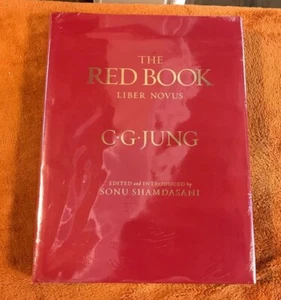 THE
RED BOOK
LIBER NOVUS
C·G·JUNG
EDITED and INTRODUCED by
SONU SHAMDASANI